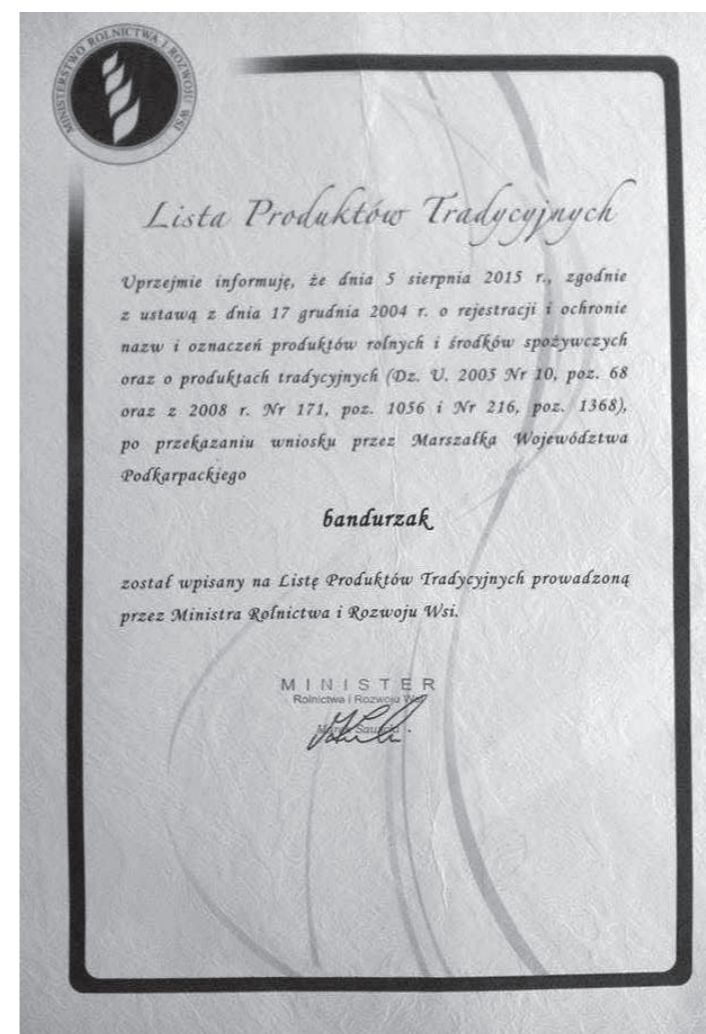 MINISTERSTWO ROLNICTWA I ROZWOJU WSI
Lista Produktów Tradycyjnych
Uprzejmie informuję, że dnia 5 sierpnia 2015 r., zgodnie
z ustawą z dnia 17 grudnia 2004 r. o rejestracji i ochronie
nazw i oznaczeń produktów rolnych i środków spożywczych
oraz o produktach tradycyjnych (Dz. U. 2005 Nr 10, poz. 68
oraz z 2008 r. Nr 171, poz. 1056 i Nr 216, poz. 1368),
po przekazaniu wniosku przez Marszałka Województwa
Podkarpackiego
bandurzak
został wpisany na Listę Produktów Tradycyjnych prowadzoną
przez Ministra Rolnictwa i Rozwoju Wsi.
MINISTER
Rolnictwa i Rozwoju Wsi
Marek